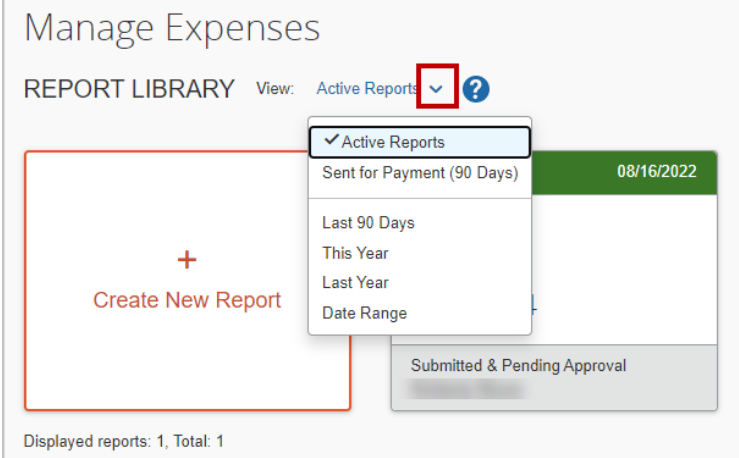 Manage Expenses
REPORT LIBRARY View: Active Reports
?
✓ Active Reports
Sent for Payment (90 Days)
08/16/2022
Last 90 Days
This Year
Last Year
Date Range
+
Create New Report
Submitted & Pending Approval
Displayed reports: 1, Total: 1